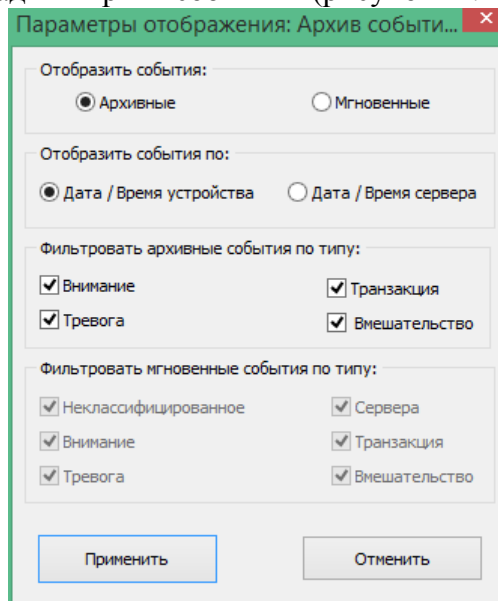 Параметры отображения: Архив событи...
Отобразить события:
Архивные Мгновенные
Отобразить события по:
Дата / Время устройства Дата / Время сервера
Фильтровать архивные события по типу:
Внимание Транзакция
Тревога Вмешательство
Фильтровать мгновенные события по типу:
Неклассифицированное Сервера
Внимание Транзакция
Тревога Вмешательство
Применить Отменить